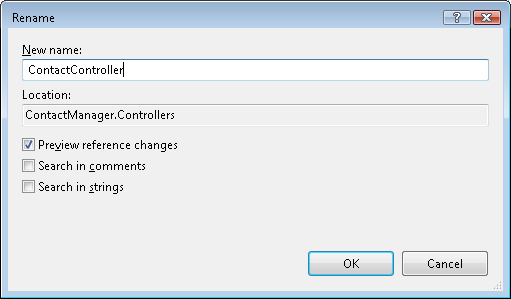 Rename
New name:
ContactController
Location:
ContactManager.Controllers
Preview reference changes
Search in comments
Search in strings
OK Cancel